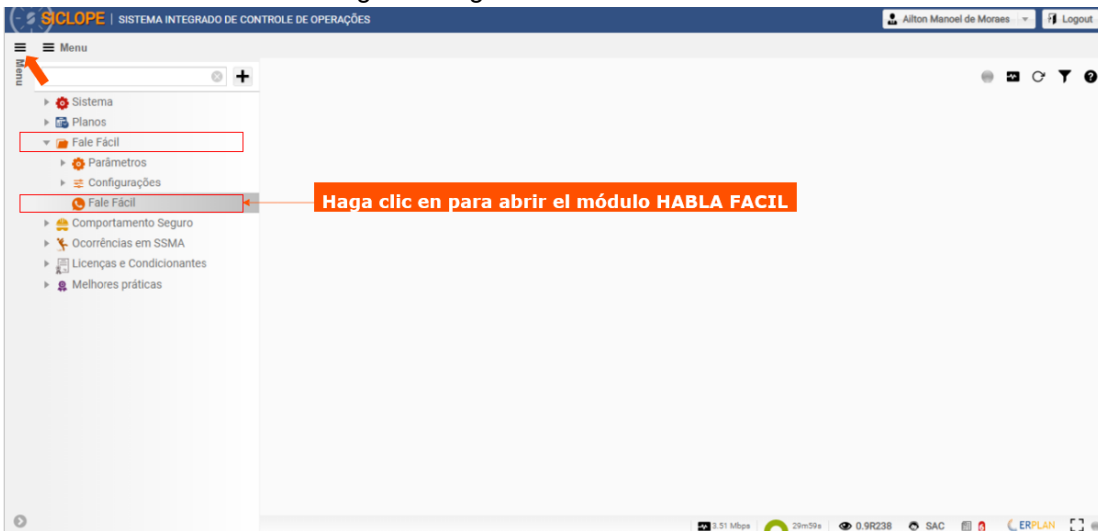 SICLOPE | SISTEMA INTEGRADO DE CONTROLE DE OPERAÇÕES
Ailton Manoel de Moraes
Logout
Menu
Menu
Sistema
Planos
Fale Fácil
Parâmetros
Configurações
Fale Fácil
Haga clic en para abrir el módulo HABLA FACIL
Comportamento Seguro
Ocorrências em SSMA
Licenças e Condicionantes
Melhores práticas
3.51 Mbps
29m59s
0.9R238
SAC
ERPLAN